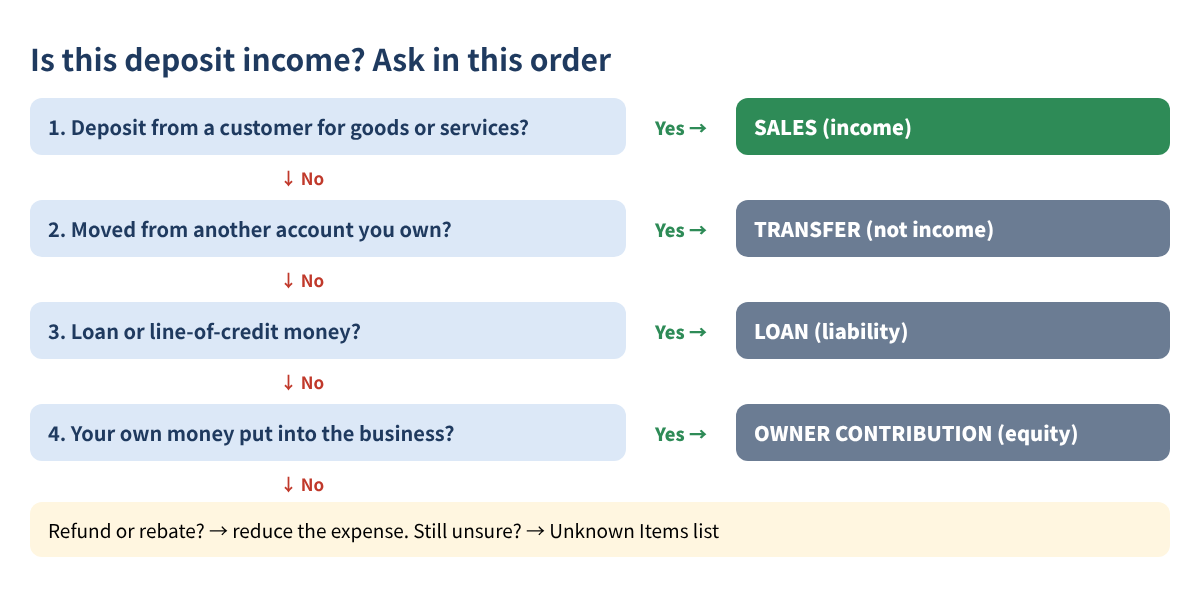 Is this deposit income? Ask in this order
1. Deposit from a customer for goods or services?
Yes →
SALES (income)
↓ No
2. Moved from another account you own?
Yes →
TRANSFER (not income)
↓ No
3. Loan or line-of-credit money?
Yes →
LOAN (liability)
↓ No
4. Your own money put into the business?
Yes →
OWNER CONTRIBUTION (equity)
↓ No
Refund or rebate? → reduce the expense. Still unsure? → Unknown Items list